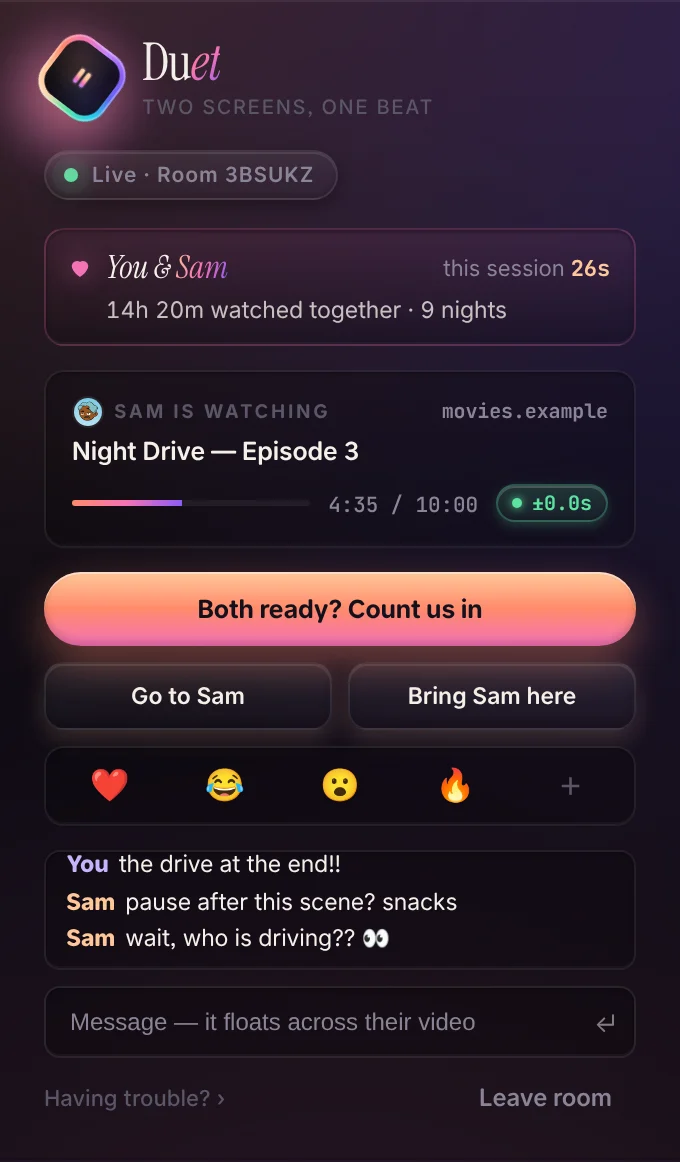 Duet
TWO SCREENS, ONE BEAT
Live · Room 3BSUKZ
You & Sam this session 26s
14h 20m watched together · 9 nights
SAM IS WATCHING movies.example
Night Drive — Episode 3
4:35 / 10:00 ±0.0s
Both ready? Count us in
Go to Sam Bring Sam here
❤️ 😂 😮 🔥 +
You the drive at the end!!
Sam pause after this scene? snacks
Sam wait, who is driving?? 👀
Message — it floats across their video ↵
Having trouble? › Leave room